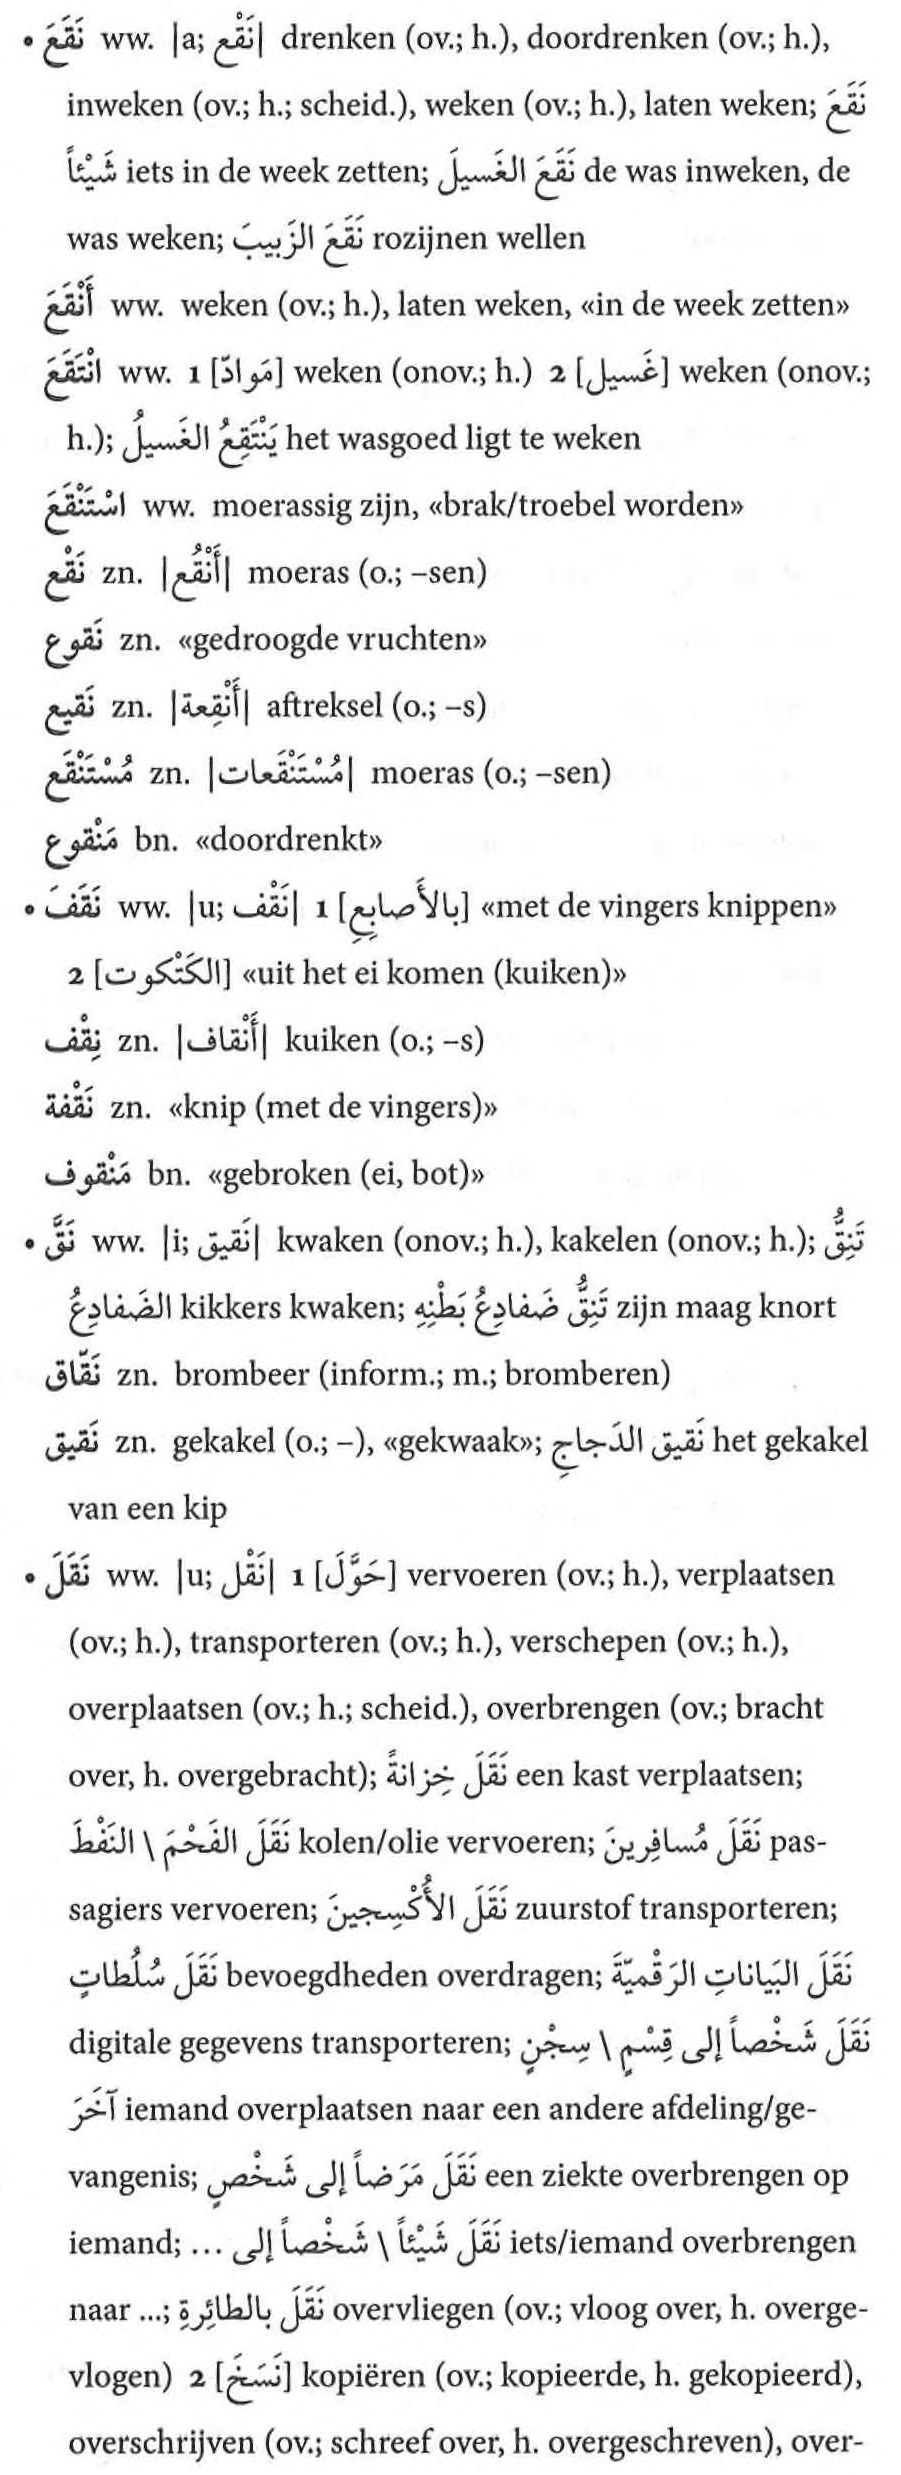 • نَقَعَ ww. |a; نَقْع| drenken (ov.; h.), doordrenken (ov.; h.),
inweken (ov.; h.; scheid.), weken (ov.; h.), laten weken; نَقَعَ
شَيْئاً iets in de week zetten; نَقَعَ الغَسيلَ de was inweken, de
was weken; نَقَعَ الزَبيبَ rozijnen wellen
أَنْقَعَ ww. weken (ov.; h.), laten weken, «in de week zetten»
انْتَقَعَ ww. 1 [مَوادّ] weken (onov.; h.) 2 [غَسيل] weken (onov.;
h.); يَنْتَقِعُ الغَسيلُ het wasgoed ligt te weken
اسْتَنْقَعَ ww. moerassig zijn, «brak/troebel worden»
نَقْع zn. |أَنْقُع| moeras (o.; –sen)
نَقوع zn. «gedroogde vruchten»
نَقيع zn. |أَنْقِعة| aftreksel (o.; –s)
مُسْتَنْقَع zn. |مُسْتَنْقَعات| moeras (o.; –sen)
مَنْقوع bn. «doordrenkt»
• نَقَفَ ww. |u; نَقْف| 1 [بالأَصابِعِ] «met de vingers knippen»
2 [الكَتْكوت] «uit het ei komen (kuiken)»
نِقْف zn. |أَنْقاف| kuiken (o.; –s)
نَقْفة zn. «knip (met de vingers)»
مَنْقوف bn. «gebroken (ei, bot)»
• نَقَّ ww. |i; نَقيق| kwaken (onov.; h.), kakelen (onov.; h.); تَنِقُّ
الضَفادِعُ kikkers kwaken; تَنِقُّ ضَفادِعُ بَطْنِهِ zijn maag knort
نَقّاق zn. brombeer (inform.; m.; bromberen)
نَقيق zn. gekakel (o.; –), «gekwaak»; نَقيق الدَجاجِ het gekakel
van een kip
• نَقَلَ ww. |u; نَقْل| 1 [حَوَّلَ] vervoeren (ov.; h.), verplaatsen
(ov.; h.), transporteren (ov.; h.), verschepen (ov.; h.),
overplaatsen (ov.; h.; scheid.), overbrengen (ov.; bracht
over, h. overgebracht); نَقَلَ خِزانةً een kast verplaatsen;
نَقَلَ الفَحْمَ \ النَفْطَ kolen/olie vervoeren; نَقَلَ مُسافِرينَ pas-
sagiers vervoeren; نَقَلَ الأُكْسِجينَ zuurstof transporteren;
نَقَلَ سُلْطاتٍ bevoegdheden overdragen; نَقَلَ البَياناتِ الرَقْميّةَ
digitale gegevens transporteren; نَقَلَ شَخْصاً إلى قِسْمٍ \ سِجْنٍ
آخَرَ iemand overplaatsen naar een andere afdeling/ge-
vangenis; نَقَلَ مَرَضاً إلى شَخْصٍ een ziekte overbrengen op
iemand; نَقَلَ شَيْئاً \ شَخْصاً إلى ... iets/iemand overbrengen
naar ...; نَقَلَ بالطائِرةِ overvliegen (ov.; vloog over, h. overge-
vlogen) 2 [نَسَخَ] kopiëren (ov.; kopieerde, h. gekopieerd),
overschrijven (ov.; schreef over, h. overgeschreven), over-